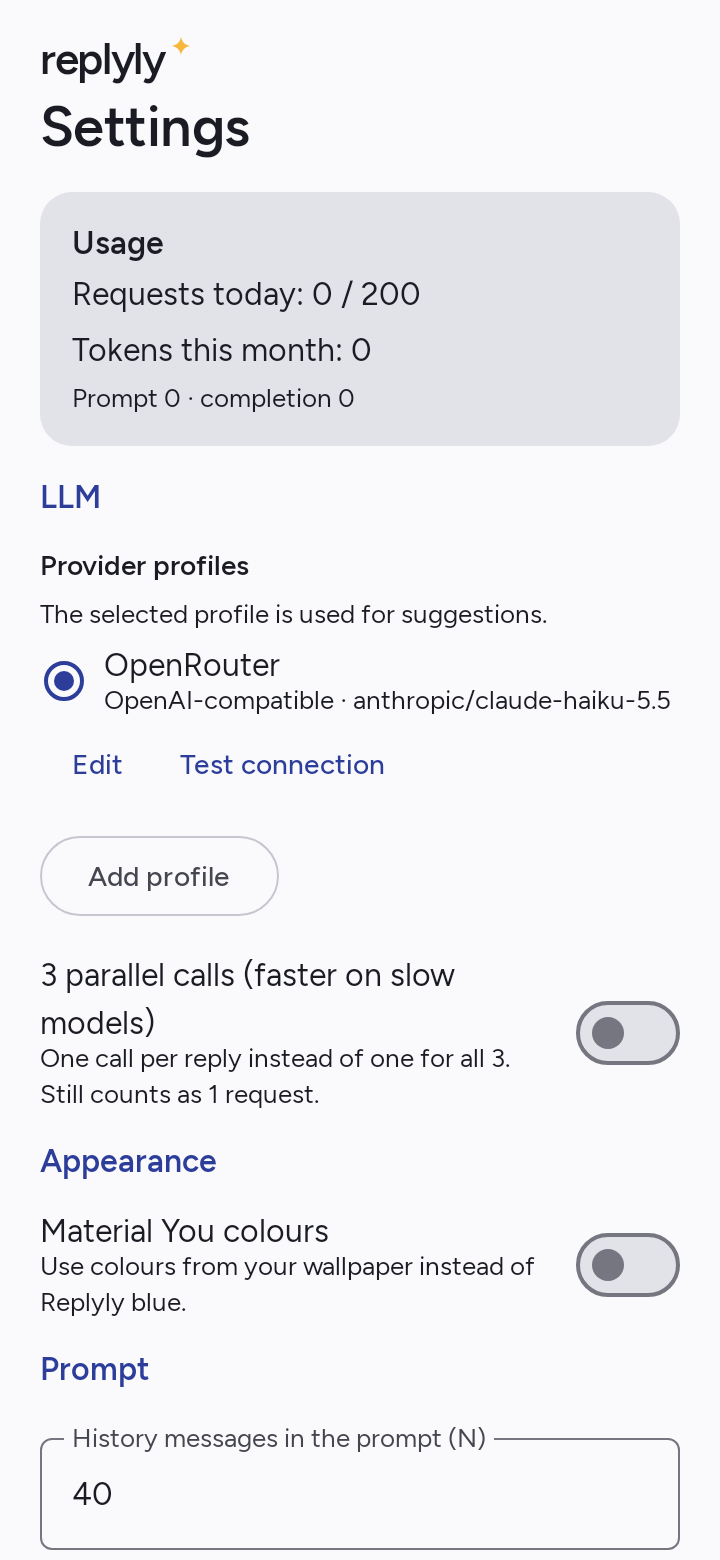 replyly
Settings
Usage
Requests today: 0 / 200
Tokens this month: 0
Prompt 0 · completion 0
LLM
Provider profiles
The selected profile is used for suggestions.
OpenRouter
OpenAI-compatible · anthropic/claude-haiku-5.5
Edit Test connection
Add profile
3 parallel calls (faster on slow
models)
One call per reply instead of one for all 3.
Still counts as 1 request.
Appearance
Material You colours
Use colours from your wallpaper instead of
Replyly blue.
Prompt
History messages in the prompt (N)
40